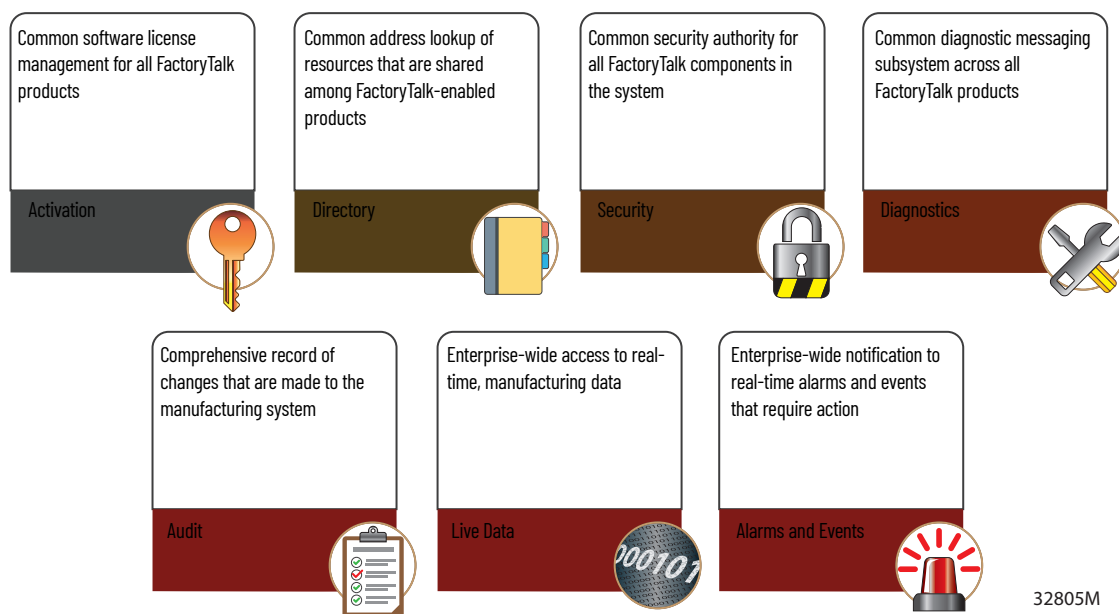 Common software license
management for all FactoryTalk
products
Activation
Common address lookup of
resources that are shared
among FactoryTalk-enabled
products
Directory
Common security authority for
all FactoryTalk components in
the system
Security
Common diagnostic messaging
subsystem across all
FactoryTalk products
Diagnostics
Comprehensive record of
changes that are made to the
manufacturing system
Audit
Enterprise-wide access to real-
time, manufacturing data
Live Data
000101
Enterprise-wide notification to
real-time alarms and events
that require action
Alarms and Events
32805M